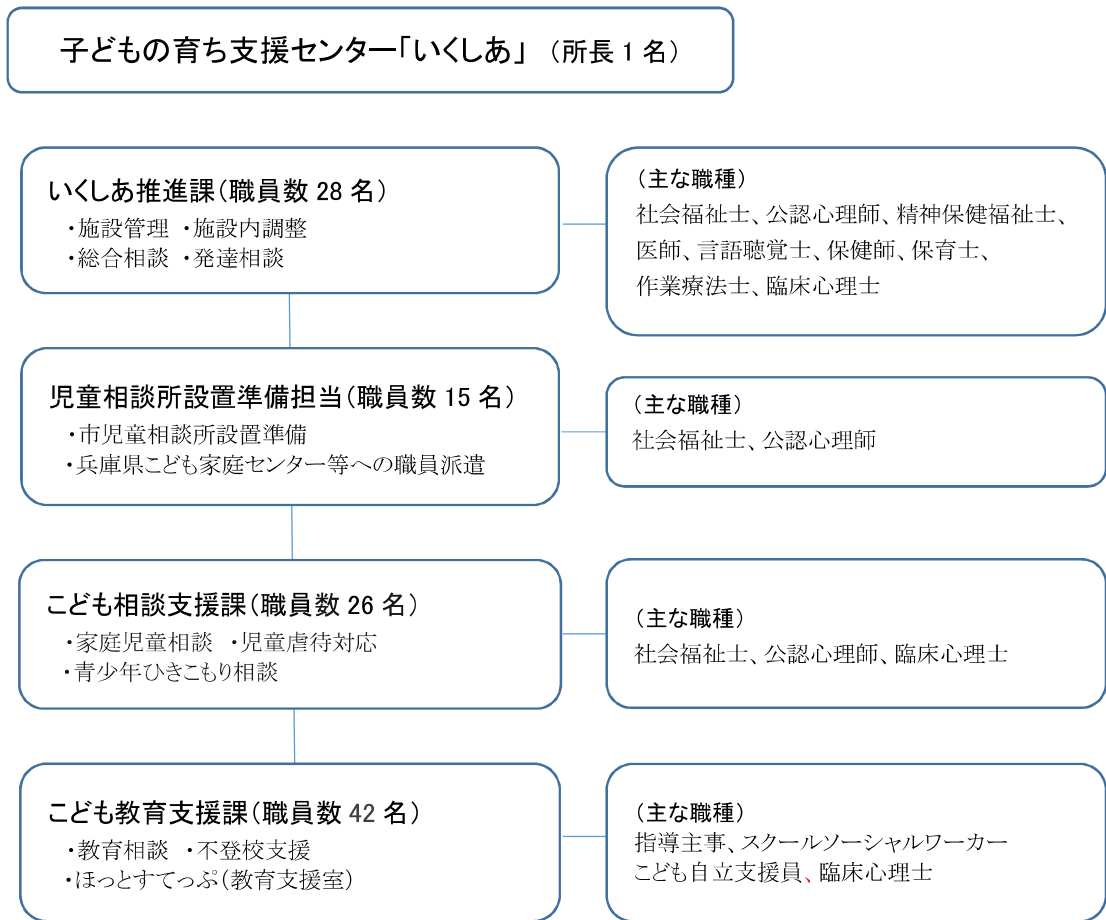 子どもの育ち支援センター「いくしあ」（所長1名）
いくしあ推進課（職員数 28 名）
・施設管理 ・施設内調整
・総合相談 ・発達相談
（主な職種）
社会福祉士、公認心理師、精神保健福祉士、
医師、言語聴覚士、保健師、保育士、
作業療法士、臨床心理士
児童相談所設置準備担当（職員数 15 名）
・市児童相談所設置準備
・兵庫県こども家庭センター等への職員派遣
（主な職種）
社会福祉士、公認心理師
こども相談支援課（職員数 26 名）
・家庭児童相談 ・児童虐待対応
・青少年ひきこもり相談
（主な職種）
社会福祉士、公認心理師、臨床心理士
こども教育支援課（職員数 42 名）
・教育相談 ・不登校支援
・ほっとすてっぷ（教育支援室）
（主な職種）
指導主事、スクールソーシャルワーカー
こども自立支援員、臨床心理士